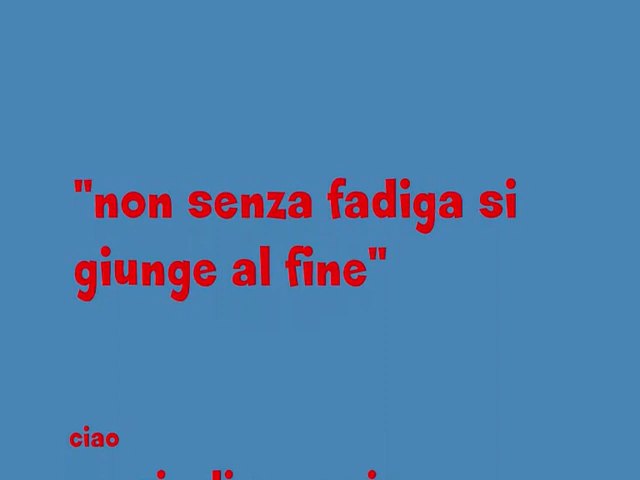 "non senza fadiga si
giunge al fine"
ciao